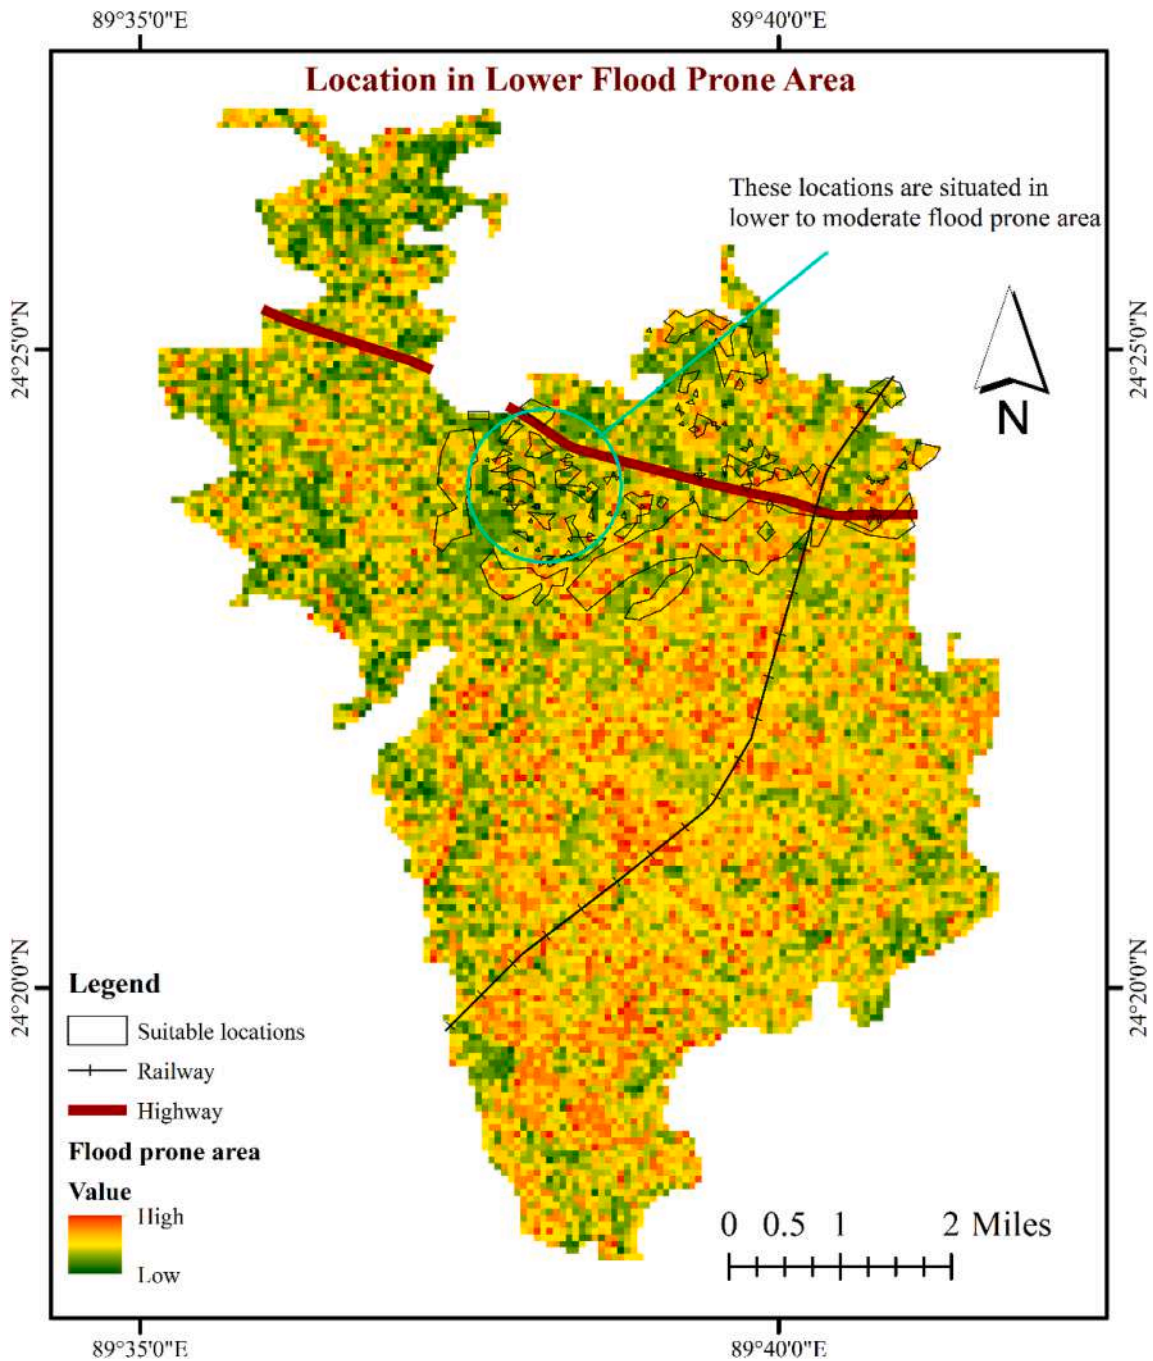 89°35'0"E
89°40'0"E
Location in Lower Flood Prone Area
These locations are situated in
lower to moderate flood prone area
24°25'0"N
24°25'0"N
N
24°20'0"N
24°20'0"N
Legend
Suitable locations
Railway
Highway
Flood prone area
Value
High
Low
0 0.5 1 2 Miles
89°35'0"E
89°40'0"E